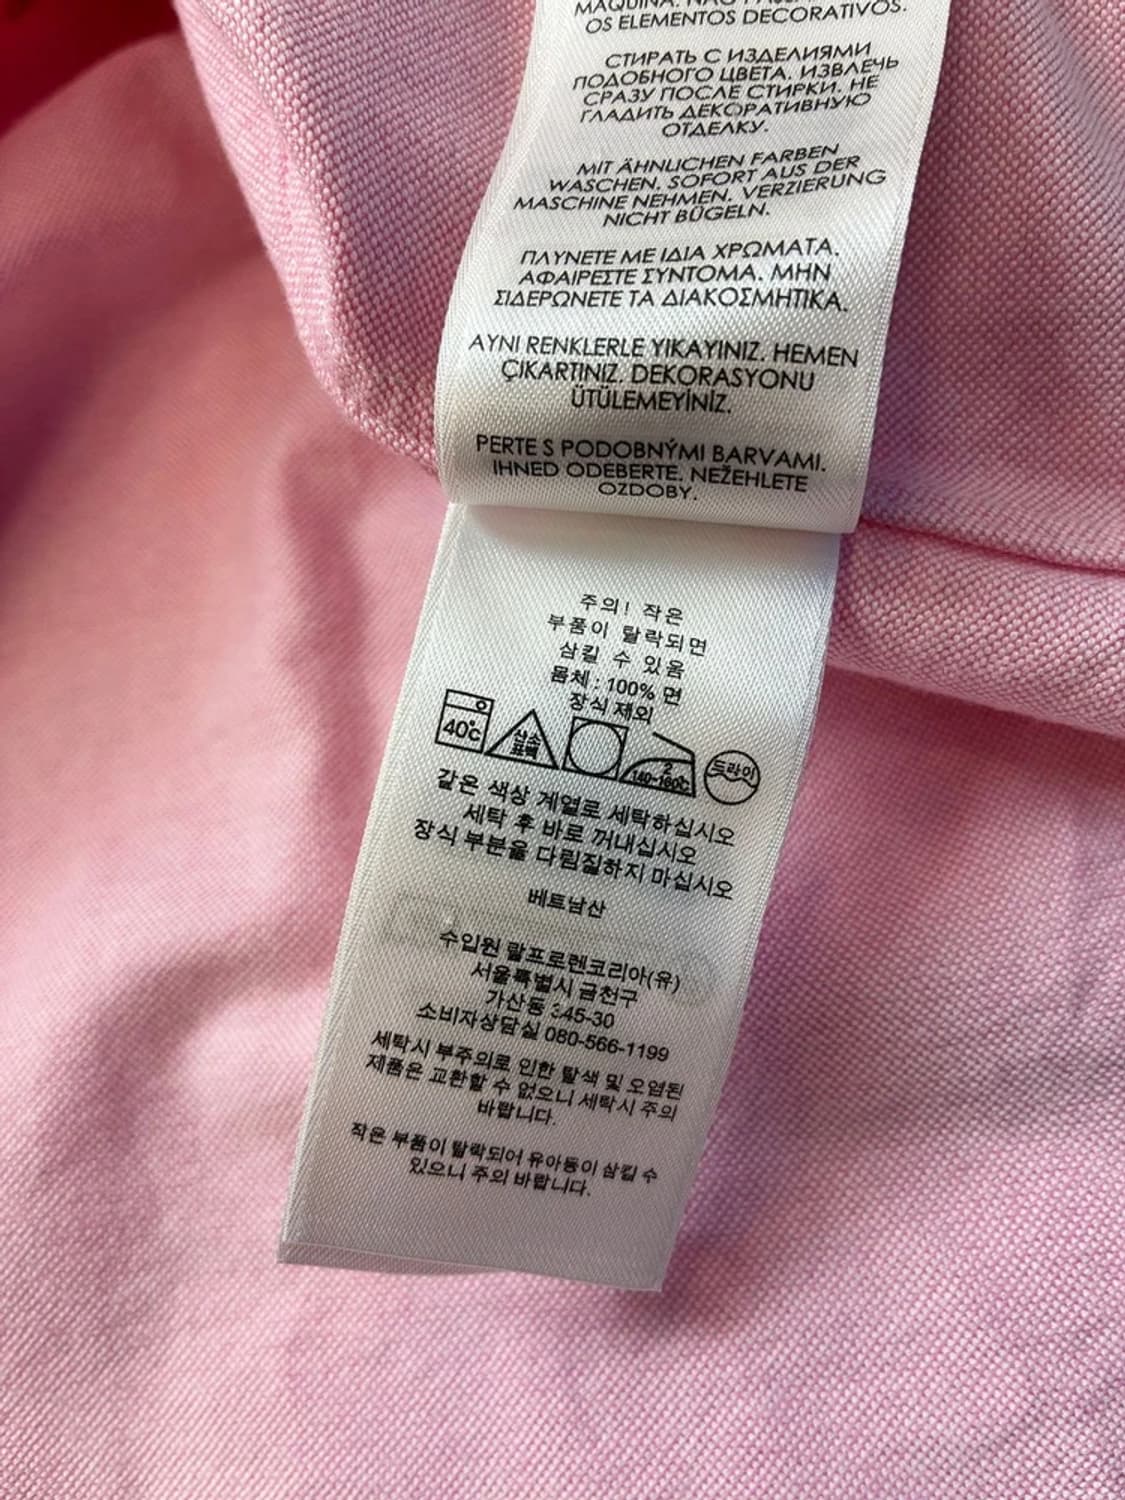 OS ELEMENTOS DECORATIVOS.
СТИРАТЬ С ИЗДЕЛИЯМИ
ПОДОБНОГО ЦВЕТА. ИЗВЛЕЧЬ
СРАЗУ ПОСЛЕ СТИРКИ. НЕ
ГЛАДИТЬ ДЕКОРАТИВНУЮ
ОТДЕЛКУ.
MIT ÄHNLICHEN FARBEN
WASCHEN. SOFORT AUS DER
MASCHINE NEHMEN. VERZIERUNG
NICHT BÜGELN.
ΠΛΥΝΕΤΕ ΜΕ ΙΔΙΑ ΧΡΩΜΑΤΑ.
ΑΦΑΙΡΕΣΤΕ ΣΥΝΤΟΜΑ. ΜΗΝ
ΣΙΔΕΡΩΝΕΤΕ ΤΑ ΔΙΑΚΟΣΜΗΤΙΚΑ.
AYNI RENKLERLE YIKAYINIZ. HEMEN
ÇIKARTINIZ. DEKORASYONU
ÜTÜLEMEYİNİZ.
PERTE S PODOBNÝMI BARVAMI.
IHNED ODEBERTE. NEŽEHLETE
OZDOBY.
주의! 작은
부품이 탈락되면
삼킬 수 있음
몸체 : 100% 면
장식 제외
40℃ 산소 표백 2 140-160℃ 드라이
같은 색상 계열로 세탁하십시오
세탁 후 바로 꺼내십시오
장식 부분을 다림질하지 마십시오
베트남산
수입원 랄프로렌코리아(유)
서울특별시 금천구
가산동 345-30
소비자상담실 080-566-1199
세탁시 부주의로 인한 탈색 및 오염된
제품은 교환할 수 없으니 세탁시 주의
바랍니다.
작은 부품이 탈락되어 유아동이 삼킬 수
있으니 주의 바랍니다.